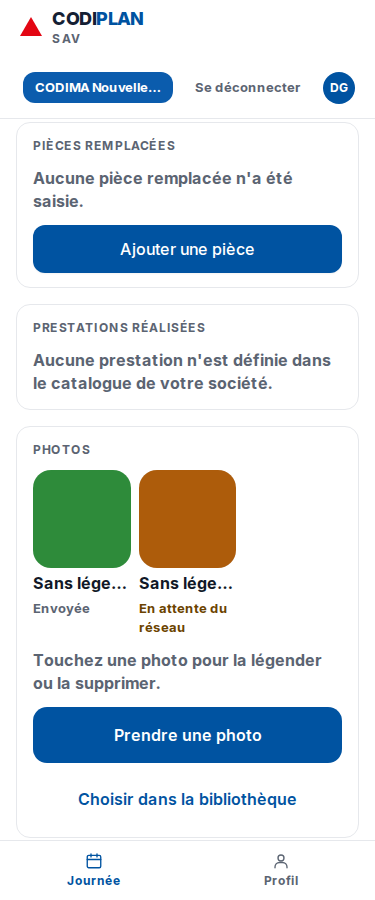 CODIPLAN
SAV
CODIMA Nouvelle...
Se déconnecter
DG
PIÈCES REMPLACÉES
Aucune pièce remplacée n'a été
saisie.
Ajouter une pièce
PRESTATIONS RÉALISÉES
Aucune prestation n'est définie dans
le catalogue de votre société.
PHOTOS
Sans lége...
Sans lége...
Envoyée
En attente du
réseau
Touchez une photo pour la légender
ou la supprimer.
Prendre une photo
Choisir dans la bibliothèque
Journée
Profil